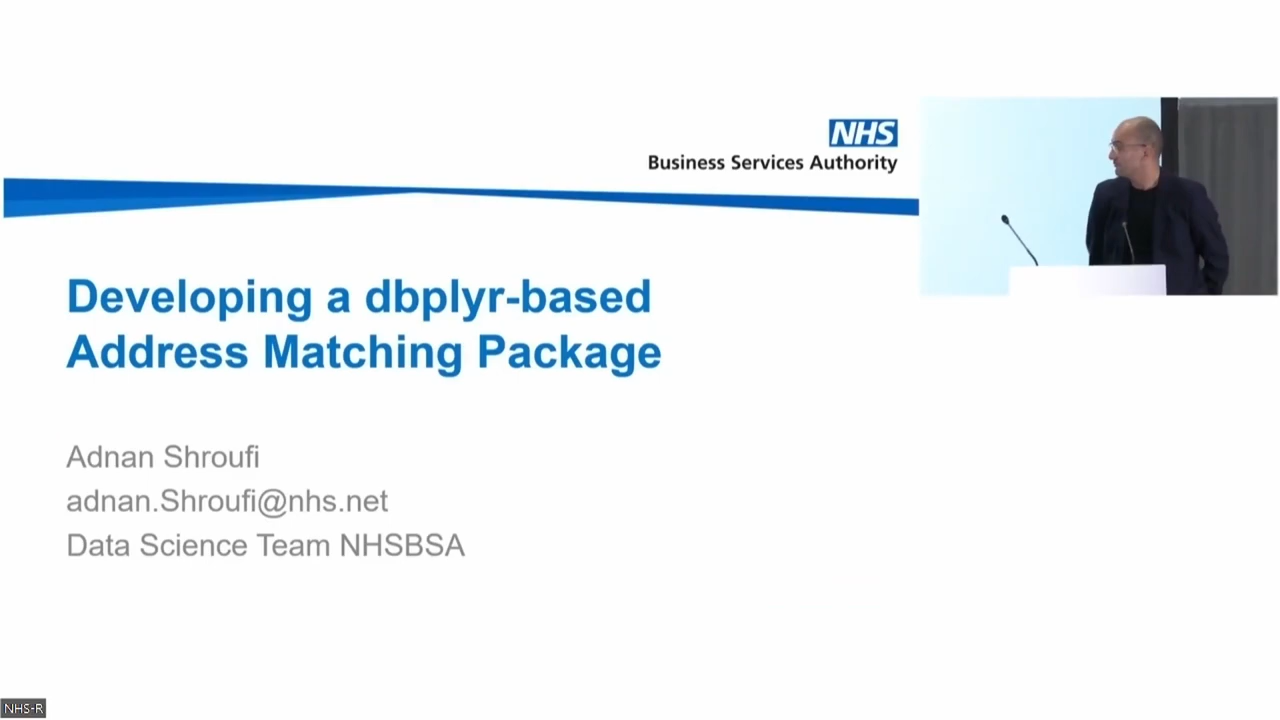 NHS
Business Services Authority
Developing a dbplyr-based
Address Matching Package
Adnan Shroufi
adnan.Shroufi@nhs.net
Data Science Team NHSBSA
NHS-R